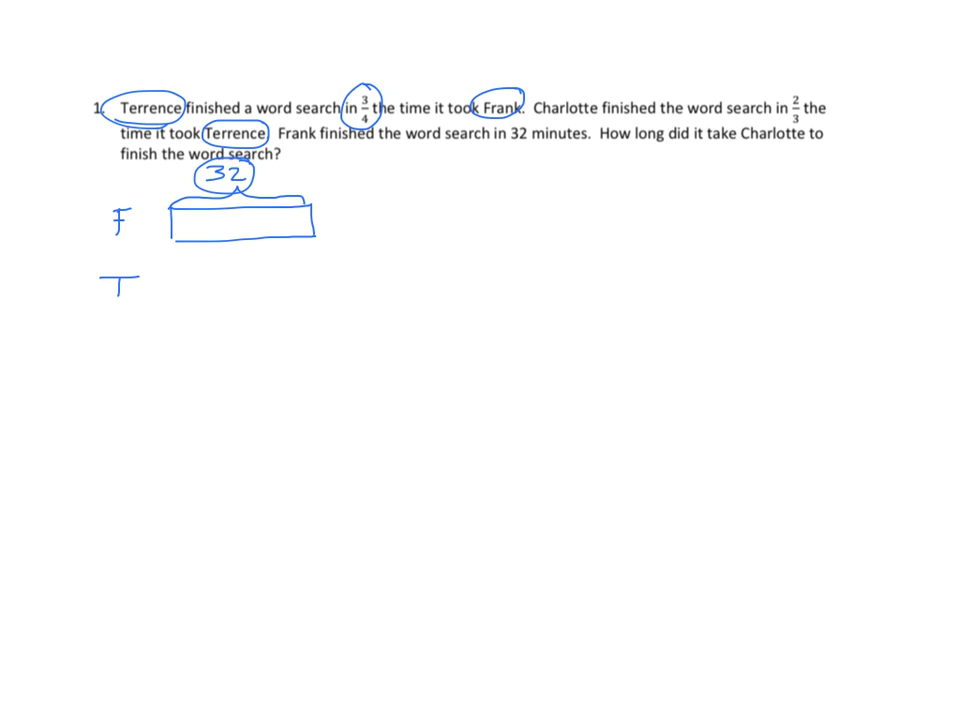 1. Terrence finished a word search in 3/4 the time it took Frank. Charlotte finished the word search in 2/3 the
time it took Terrence. Frank finished the word search in 32 minutes. How long did it take Charlotte to
finish the word search?
32
F
T